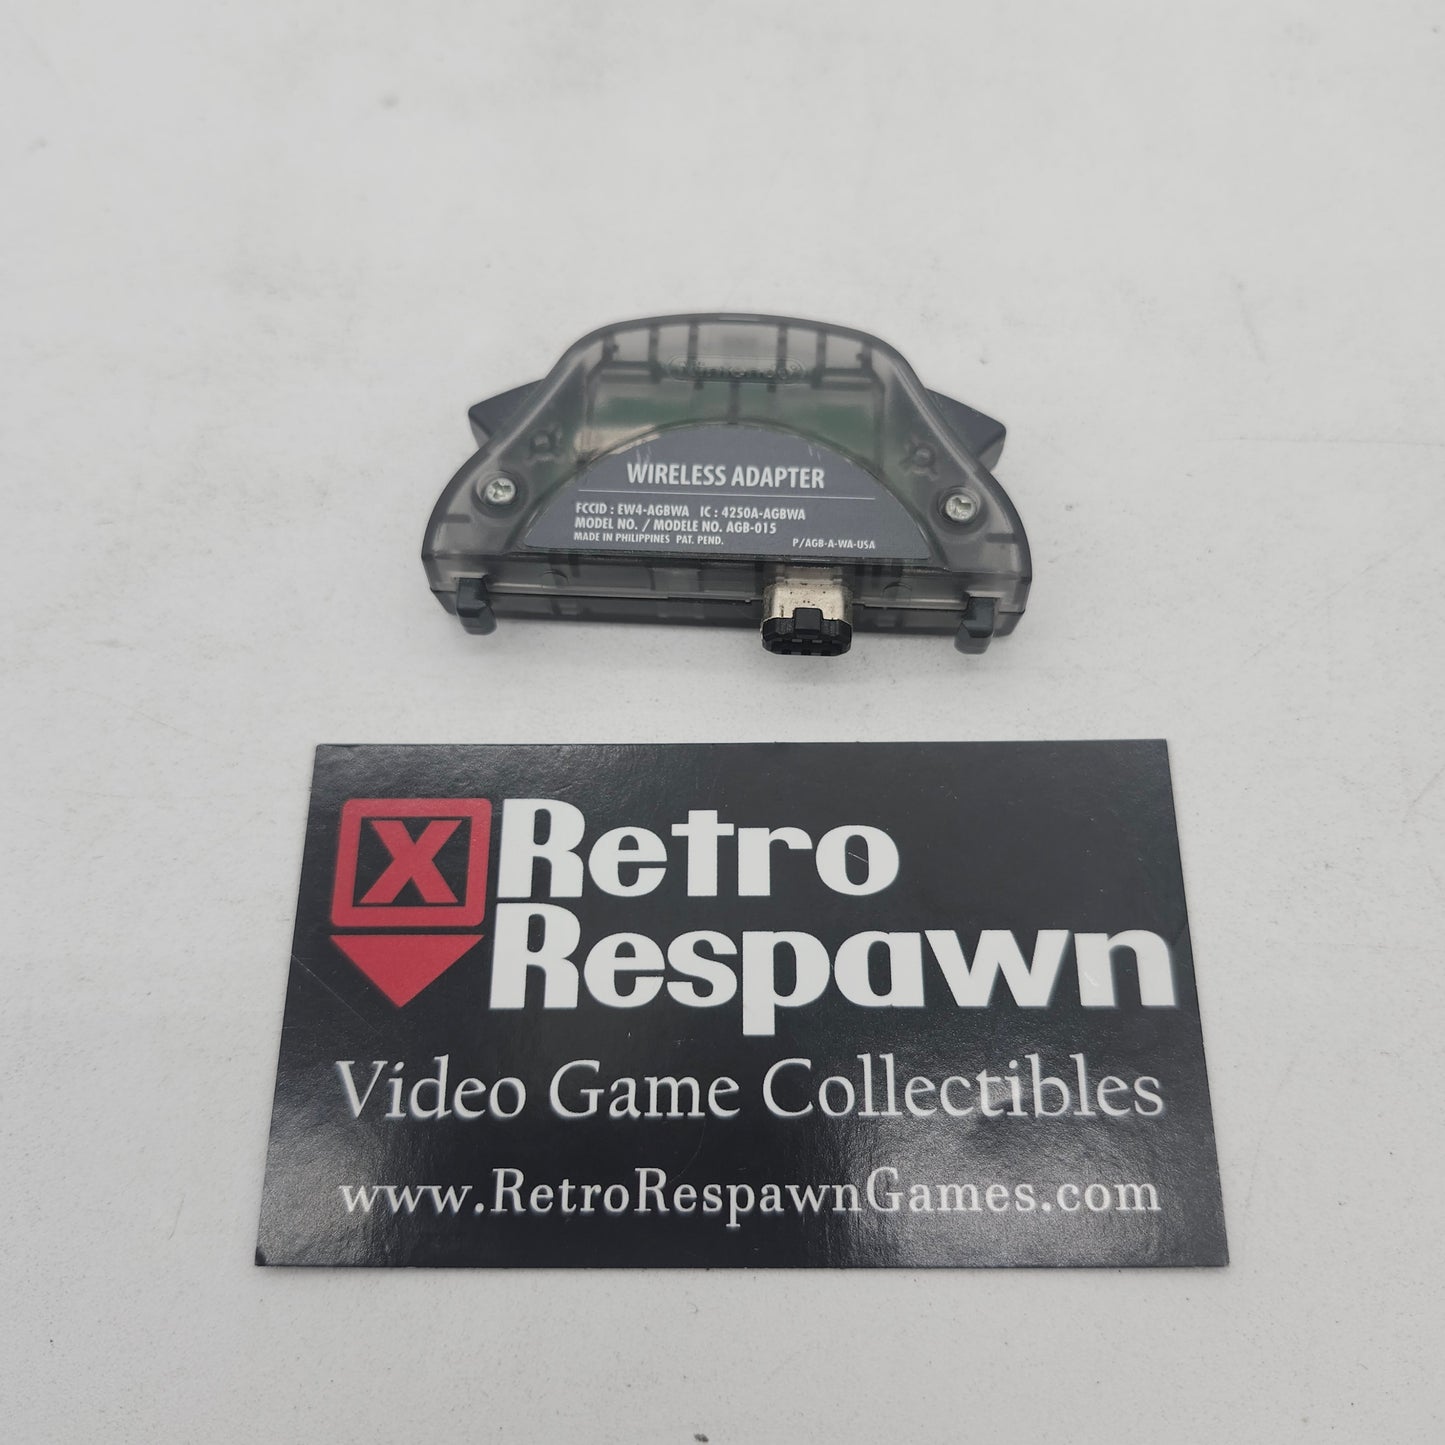 Nintendo
WIRELESS ADAPTER
FCCID : EW4-AGBWA IC : 4250A-AGBWA
MODEL NO. / MODELE NO. AGB-015
MADE IN PHILIPPINES PAT. PEND. P/AGB-A-WA-USA
X Retro
Respawn
Video Game Collectibles
www.RetroRespawnGames.com